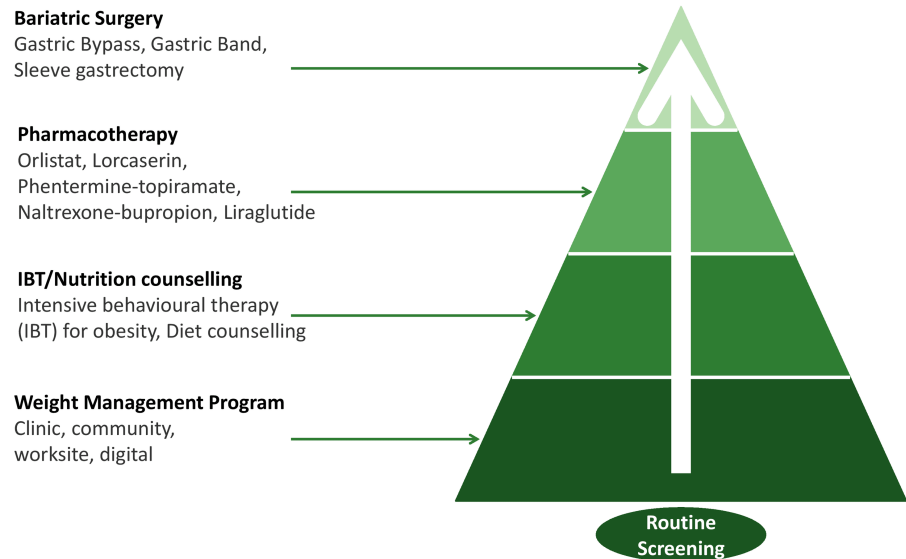 Bariatric Surgery
Gastric Bypass, Gastric Band,
Sleeve gastrectomy
Pharmacotherapy
Orlistat, Lorcaserin,
Phentermine-topiramate,
Naltrexone-bupropion, Liraglutide
IBT/Nutrition counselling
Intensive behavioural therapy
(IBT) for obesity, Diet counselling
Weight Management Program
Clinic, community,
worksite, digital
Routine
Screening